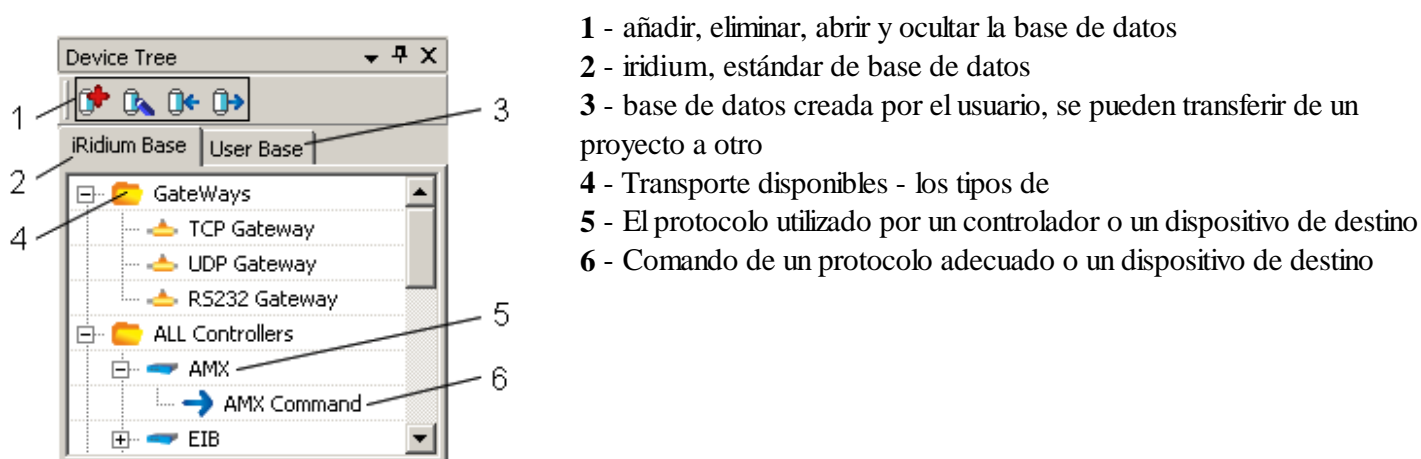 Device Tree
1
iRidium Base
User Base
3
2
GateWays
4
TCP Gateway
UDP Gateway
RS232 Gateway
ALL Controllers
5
AMX
6
AMX Command
EIB
1 - añadir, eliminar, abrir y ocultar la base de datos
2 - iridium, estándar de base de datos
3 - base de datos creada por el usuario, se pueden transferir de un
proyecto a otro
4 - Transporte disponibles - los tipos de
5 - El protocolo utilizado por un controlador o un dispositivo de destino
6 - Comando de un protocolo adecuado o un dispositivo de destino